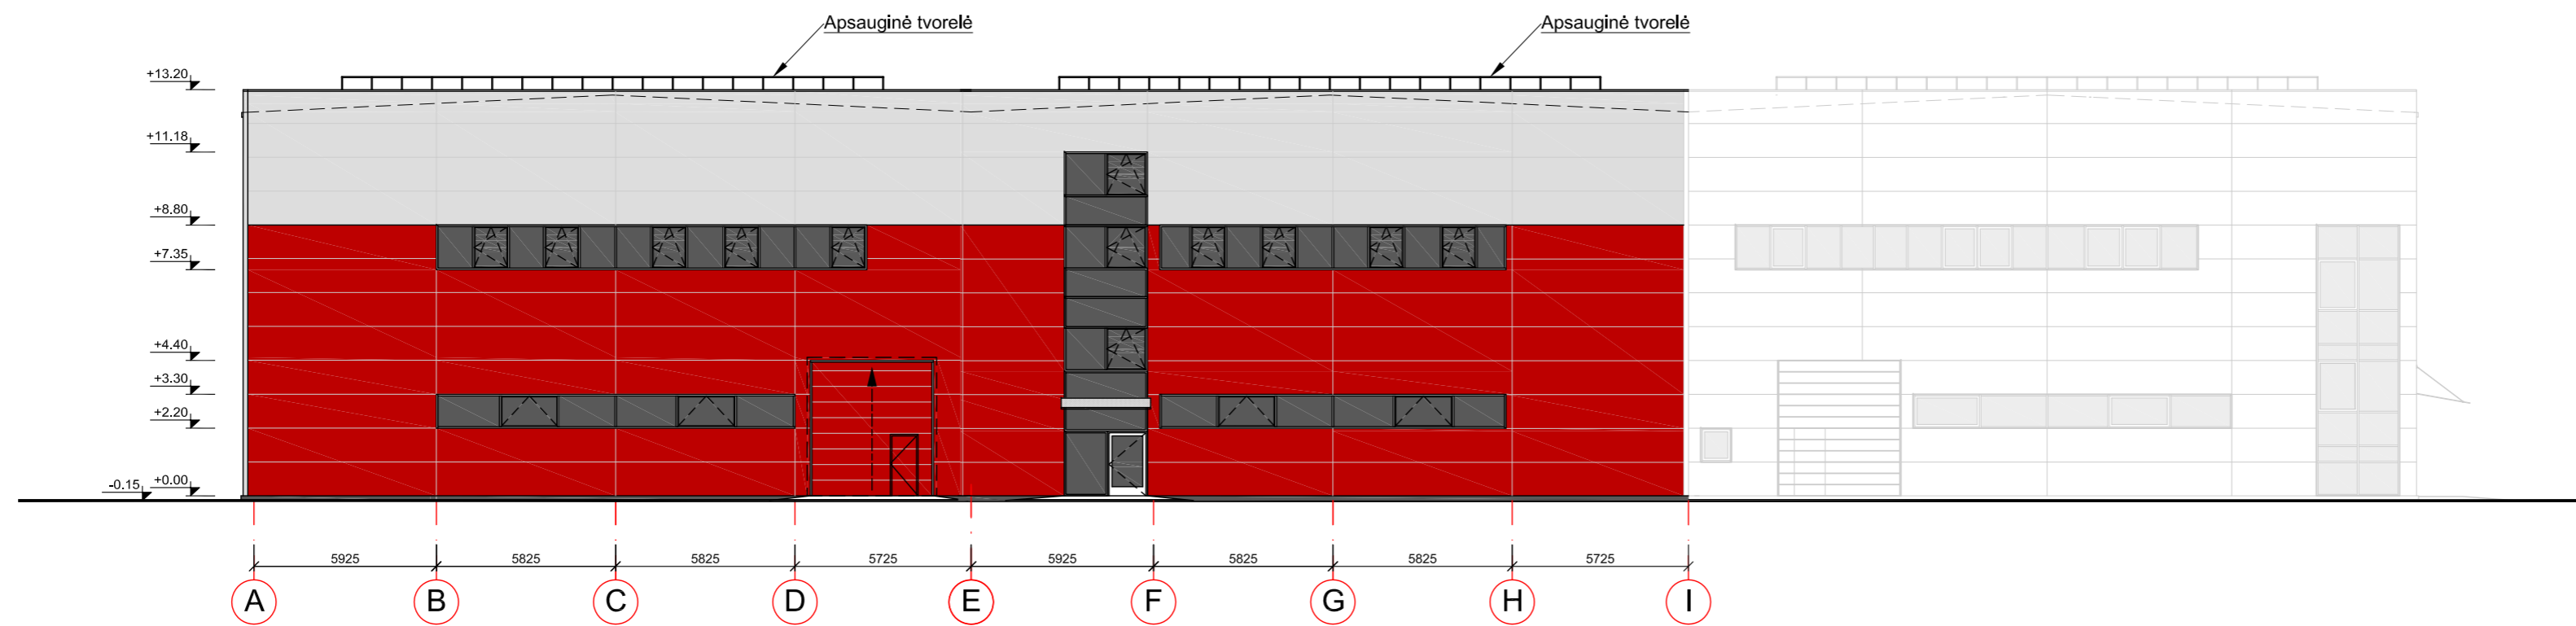 Apsauginė tvorelė
Apsauginė tvorelė
+13.20
+11.18
+8.80
+7.35
+4.40
+3.30
+2.20
-0.15 +0.00
5925 5825 5825 5725 5925 5825 5825 5725
A B C D E F G H I